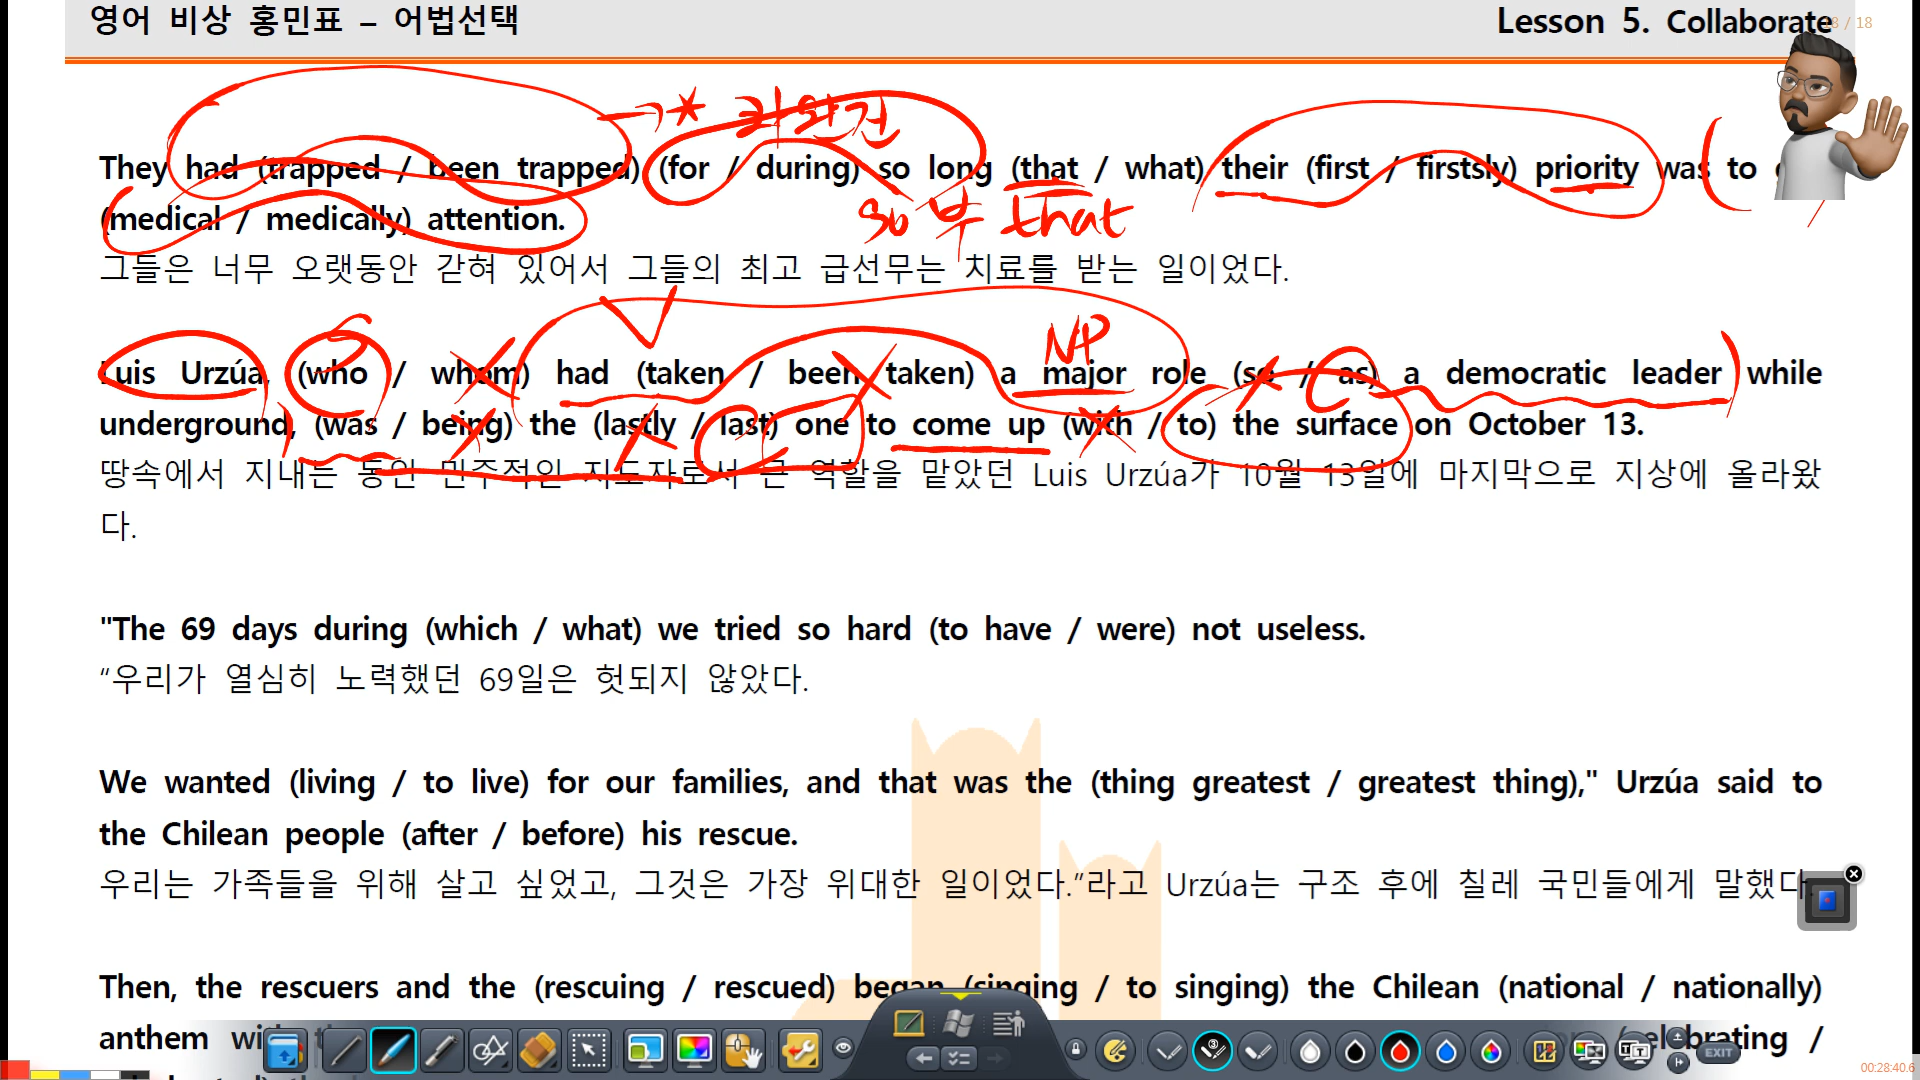 영어 비상 홍민표 – 어법선택
Lesson 5. Collaborate
18 / 18
They had (trapped / been trapped) (for / during) so long (that / what) their (first / firstsly) priority was to
(medical / medically) attention.
so 부 that
그들은 너무 오랫동안 갇혀 있어서 그들의 최고 급선무는 치료를 받는 일이었다.
NP
Luis Urzúa, (who / whom) had (taken / been taken) a major role (so / as) a democratic leader while
underground, (was / being) the (lastly / last) one to come up (with / to) the surface on October 13.
땅속에서 지내는 동안 민주적인 지도자로서 큰 역할을 맡았던 Luis Urzúa가 10월 13일에 마지막으로 지상에 올라왔
다.
"The 69 days during (which / what) we tried so hard (to have / were) not useless.
“우리가 열심히 노력했던 69일은 헛되지 않았다.
We wanted (living / to live) for our families, and that was the (thing greatest / greatest thing)," Urzúa said to
the Chilean people (after / before) his rescue.
우리는 가족들을 위해 살고 싶었고, 그것은 가장 위대한 일이었다.”라고 Urzúa는 구조 후에 칠레 국민들에게 말했다.
Then, the rescuers and the (rescuing / rescued) began (singing / to singing) the Chilean (national / nationally)
anthem
EXIT
00:28:40.6